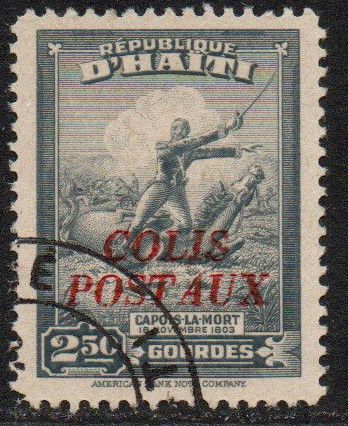 RÉPUBLIQUE
D'HAITI
COLIS
POSTAUX
CAPOIS-LA-MORT
18 NOVEMBRE 1803
2.50 GOURDES
AMERICAN BANK NOTE COMPANY.
E